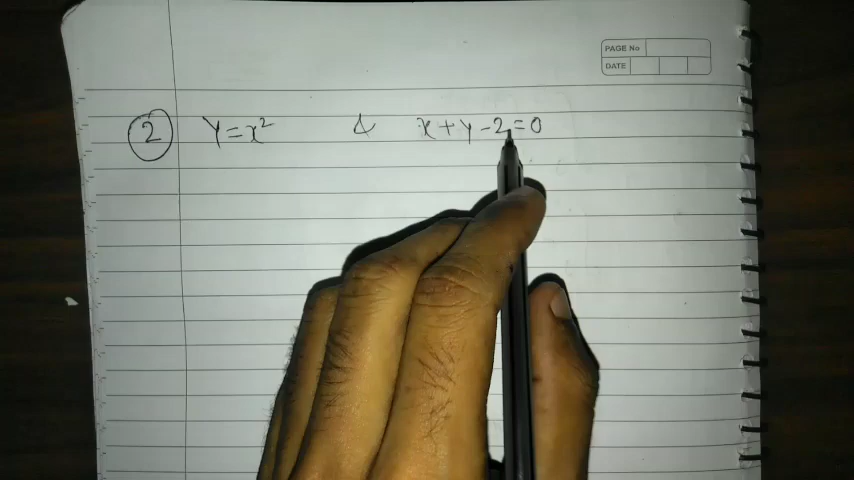 PAGE No
DATE
② Y=x² & x+y-2=0